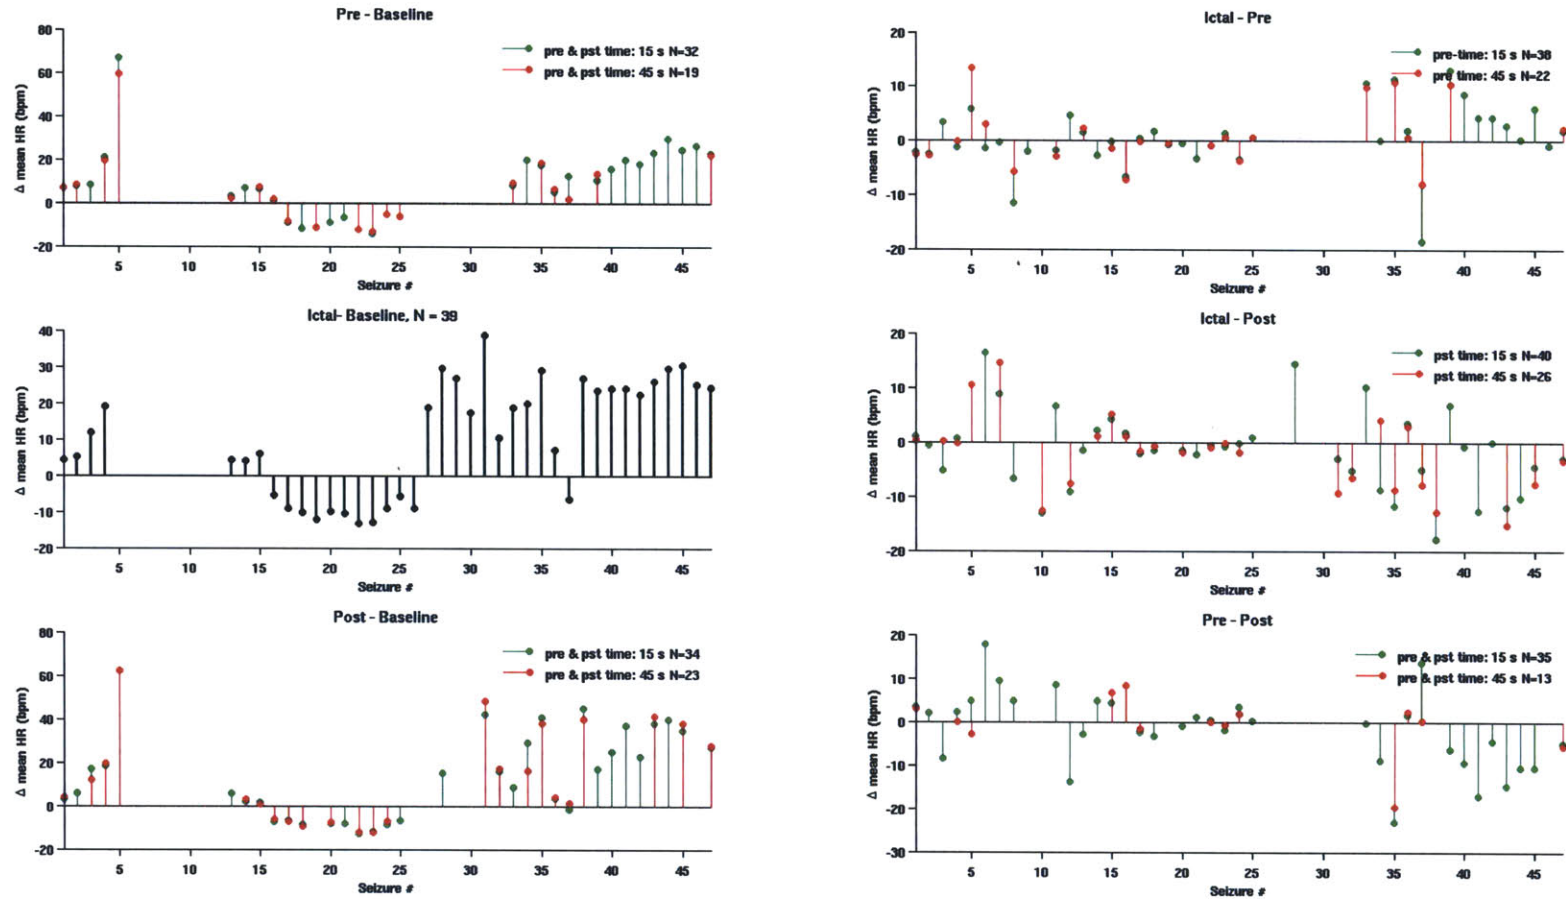 Pre - Baseline
80
60
40
20
0
-20
Δ mean HR (bpm)
pre & pst time: 15 s N=32
pre & pst time: 45 s N=19
5 10 15 20 25 30 35 40 45
Seizure #
Ictal- Baseline, N = 39
40
30
20
10
0
-10
-20
Δ mean HR (bpm)
5 10 15 20 25 30 35 40 45
Seizure #
Post - Baseline
80
60
40
20
0
-20
Δ mean HR (bpm)
pre & pst time: 15 s N=34
pre & pst time: 45 s N=23
5 10 15 20 25 30 35 40 45
Seizure #
Ictal - Pre
20
10
0
-10
-20
Δ mean HR (bpm)
pre-time: 15 s N=38
pre time: 45 s N=22
5 10 15 20 25 30 35 40 45
Seizure #
Ictal - Post
20
10
0
-10
-20
Δ mean HR (bpm)
pst time: 15 s N=40
pst time: 45 s N=26
5 10 15 20 25 30 35 40 45
Seizure #
Pre - Post
20
10
0
-10
-20
-30
Δ mean HR (bpm)
pre & pst time: 15 s N=35
pre & pst time: 45 s N=13
5 10 15 20 25 30 35 40 45
Seizure #